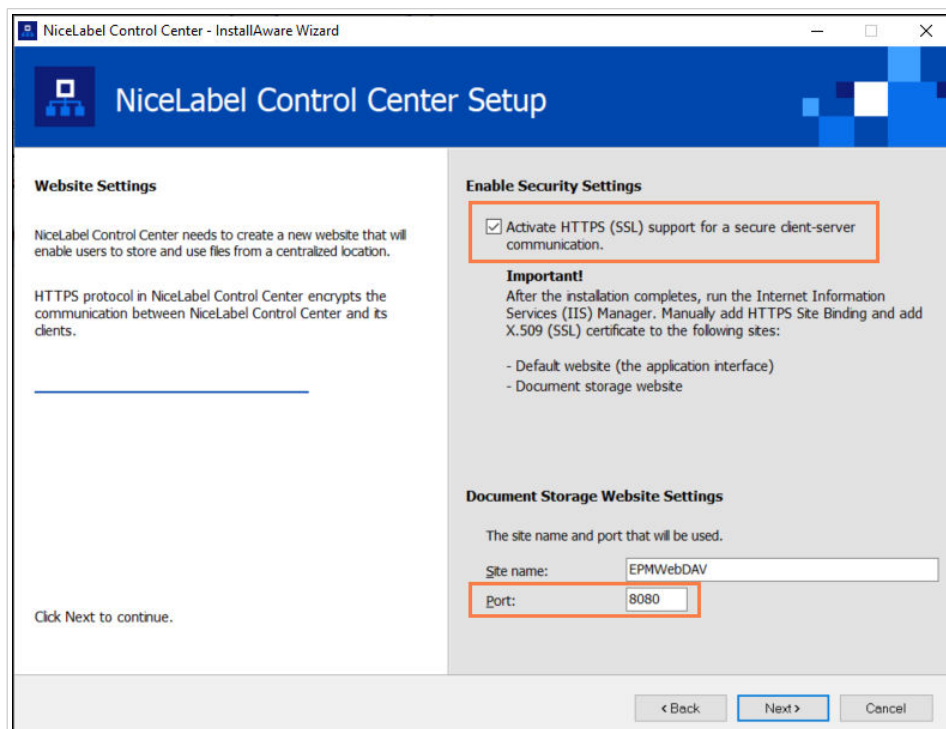 NiceLabel Control Center - InstallAware Wizard
NiceLabel Control Center Setup
Website Settings
NiceLabel Control Center needs to create a new website that will
enable users to store and use files from a centralized location.
HTTPS protocol in NiceLabel Control Center encrypts the
communication between NiceLabel Control Center and its
clients.
Click Next to continue.
Enable Security Settings
Activate HTTPS (SSL) support for a secure client-server
communication.
Important!
After the installation completes, run the Internet Information
Services (IIS) Manager. Manually add HTTPS Site Binding and add
X.509 (SSL) certificate to the following sites:
- Default website (the application interface)
- Document storage website
Document Storage Website Settings
The site name and port that will be used.
Site name: EPMWebDAV
Port: 8080
< Back Next > Cancel